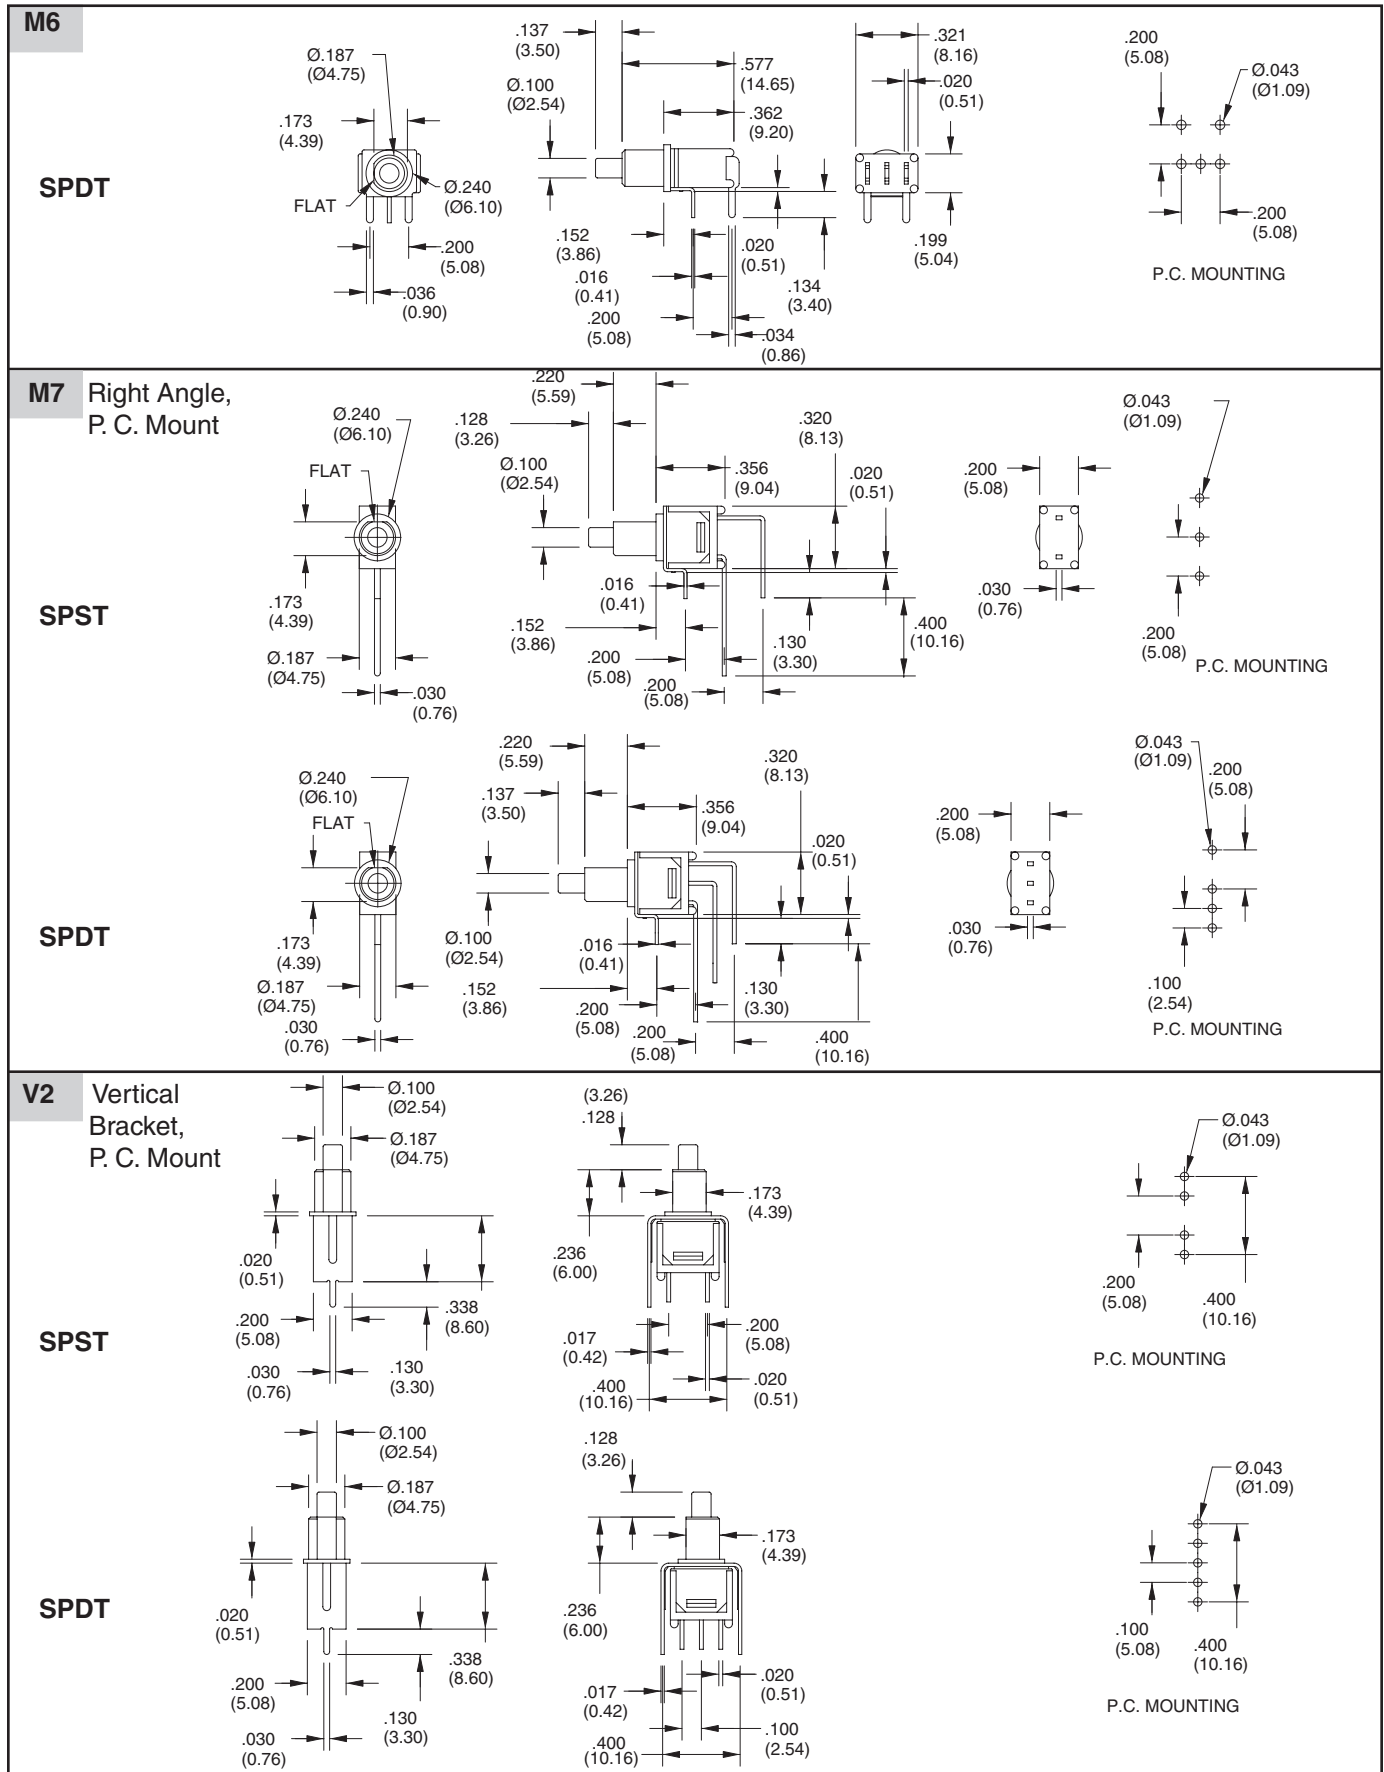 M6
SPDT
Ø.187
(Ø4.75)
.173
(4.39)
FLAT
Ø.240
(Ø6.10)
.200
(5.08)
.036
(0.90)
.137
(3.50)
Ø.100
(Ø2.54)
.577
(14.65)
.362
(9.20)
.152
(3.86)
.016
(0.41)
.200
(5.08)
.020
(0.51)
.134
(3.40)
.034
(0.86)
.321
(8.16)
.020
(0.51)
.199
(5.04)
.200
(5.08)
Ø.043
(Ø1.09)
.200
(5.08)
P.C. MOUNTING
M7
Right Angle,
P. C. Mount
SPST
Ø.240
(Ø6.10)
FLAT
.173
(4.39)
Ø.187
(Ø4.75)
.030
(0.76)
.220
(5.59)
.128
(3.26)
Ø.100
(Ø2.54)
.356
(9.04)
.320
(8.13)
.020
(0.51)
.016
(0.41)
.152
(3.86)
.200
(5.08)
.200
(5.08)
.130
(3.30)
.400
(10.16)
.200
(5.08)
.030
(0.76)
Ø.043
(Ø1.09)
.200
(5.08)
P.C. MOUNTING
SPDT
Ø.240
(Ø6.10)
FLAT
.173
(4.39)
Ø.187
(Ø4.75)
.030
(0.76)
.220
(5.59)
.137
(3.50)
.356
(9.04)
.320
(8.13)
.020
(0.51)
Ø.100
(Ø2.54)
.016
(0.41)
.152
(3.86)
.200
(5.08)
.200
(5.08)
.130
(3.30)
.400
(10.16)
.200
(5.08)
.030
(0.76)
Ø.043
(Ø1.09)
.200
(5.08)
.100
(2.54)
P.C. MOUNTING
V2
Vertical
Bracket,
P. C. Mount
SPST
Ø.100
(Ø2.54)
Ø.187
(Ø4.75)
.020
(0.51)
.200
(5.08)
.338
(8.60)
.030
(0.76)
.130
(3.30)
(3.26)
.128
.173
(4.39)
.236
(6.00)
.200
(5.08)
.017
(0.42)
.020
(0.51)
.400
(10.16)
Ø.043
(Ø1.09)
.200
(5.08)
.400
(10.16)
P.C. MOUNTING
SPDT
Ø.100
(Ø2.54)
Ø.187
(Ø4.75)
.020
(0.51)
.200
(5.08)
.338
(8.60)
.030
(0.76)
.130
(3.30)
.128
(3.26)
.173
(4.39)
.236
(6.00)
.017
(0.42)
.020
(0.51)
.100
(2.54)
.400
(10.16)
Ø.043
(Ø1.09)
.100
(5.08)
.400
(10.16)
P.C. MOUNTING